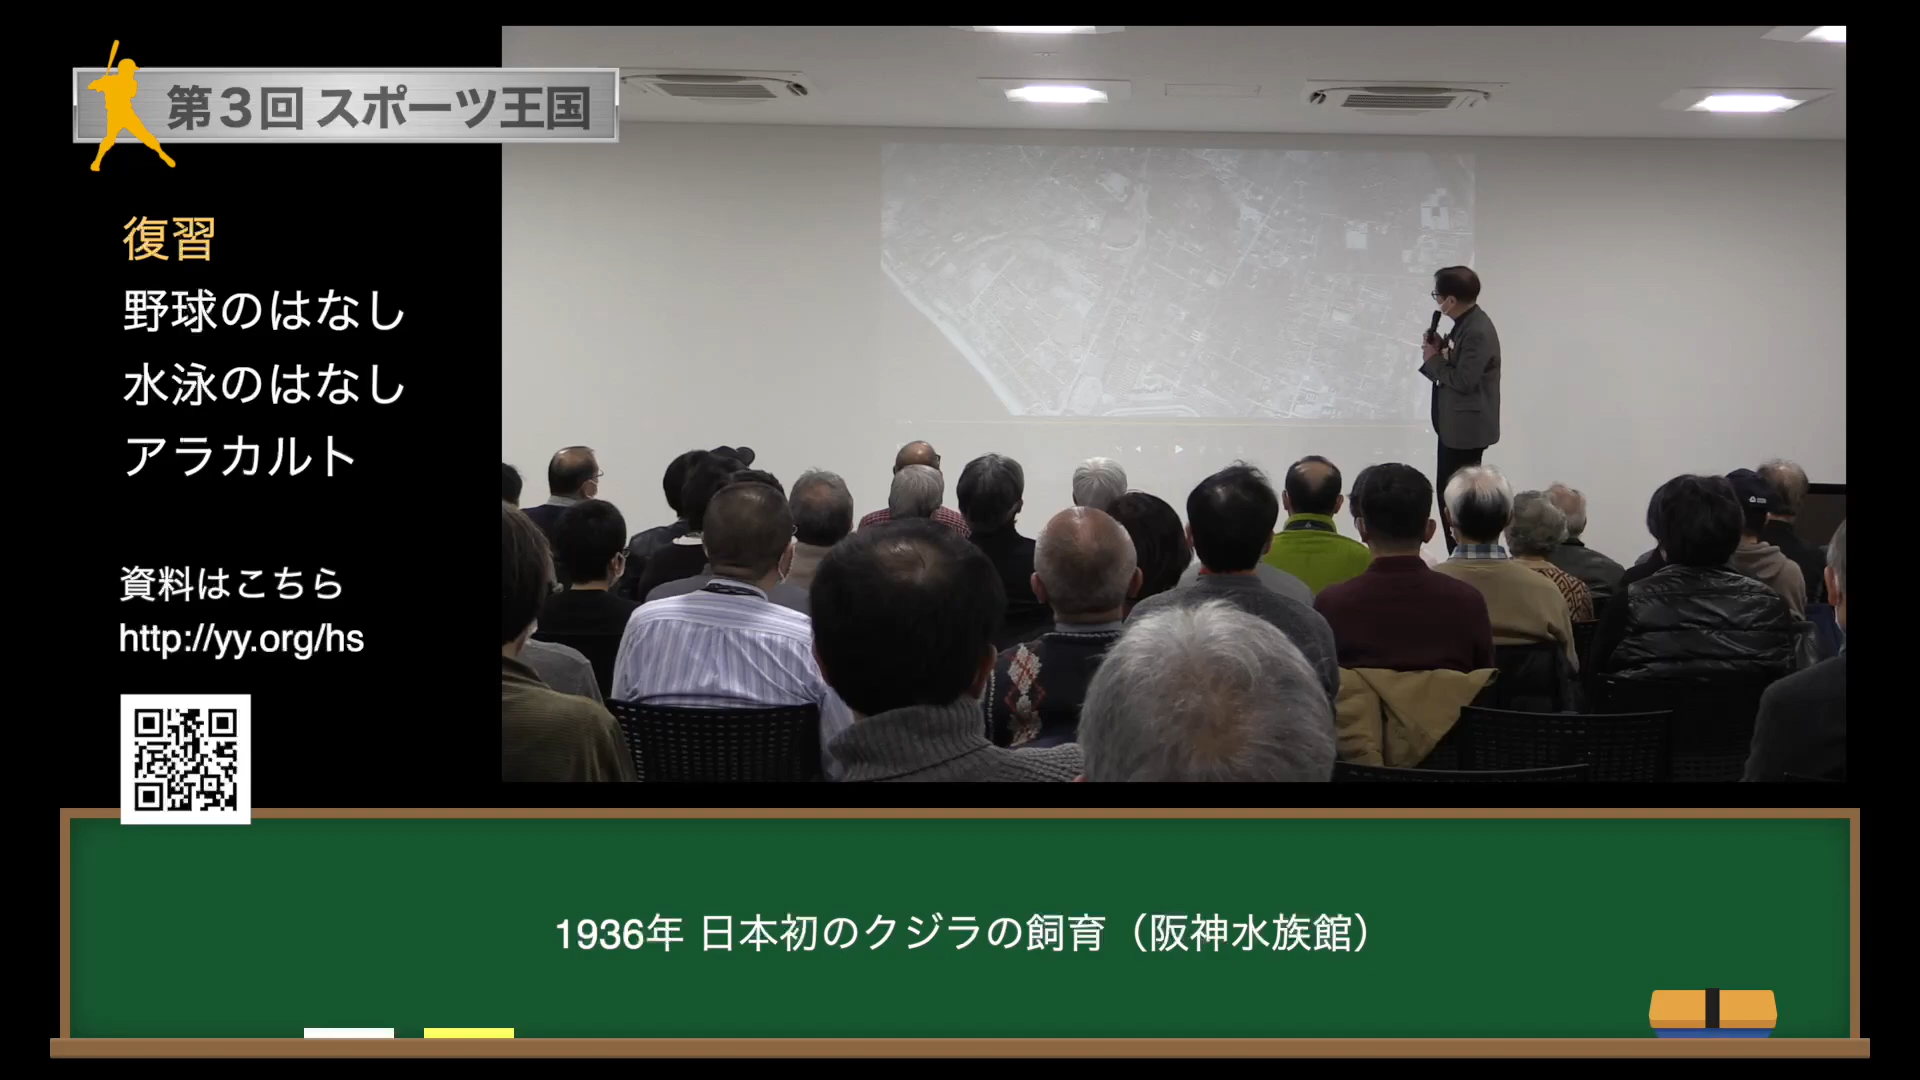 第３回 スポーツ王国
復習
野球のはなし
水泳のはなし
アラカルト
資料はこちら
http://yy.org/hs
1936年 日本初のクジラの飼育（阪神水族館）